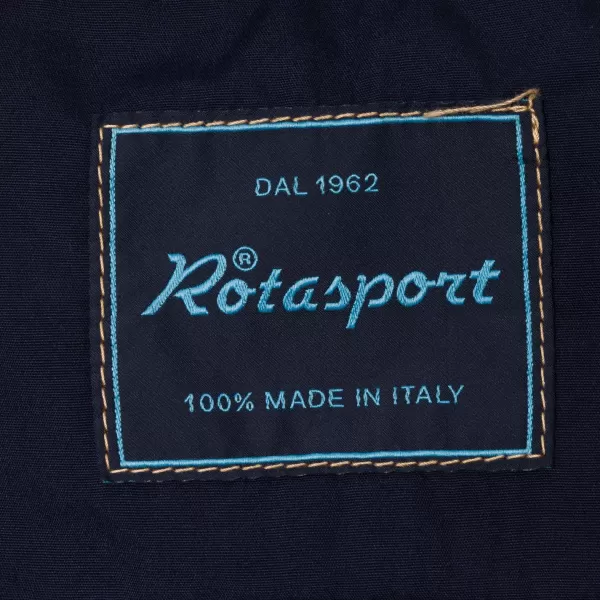 DAL 1962
Rotasport®
100% MADE IN ITALY